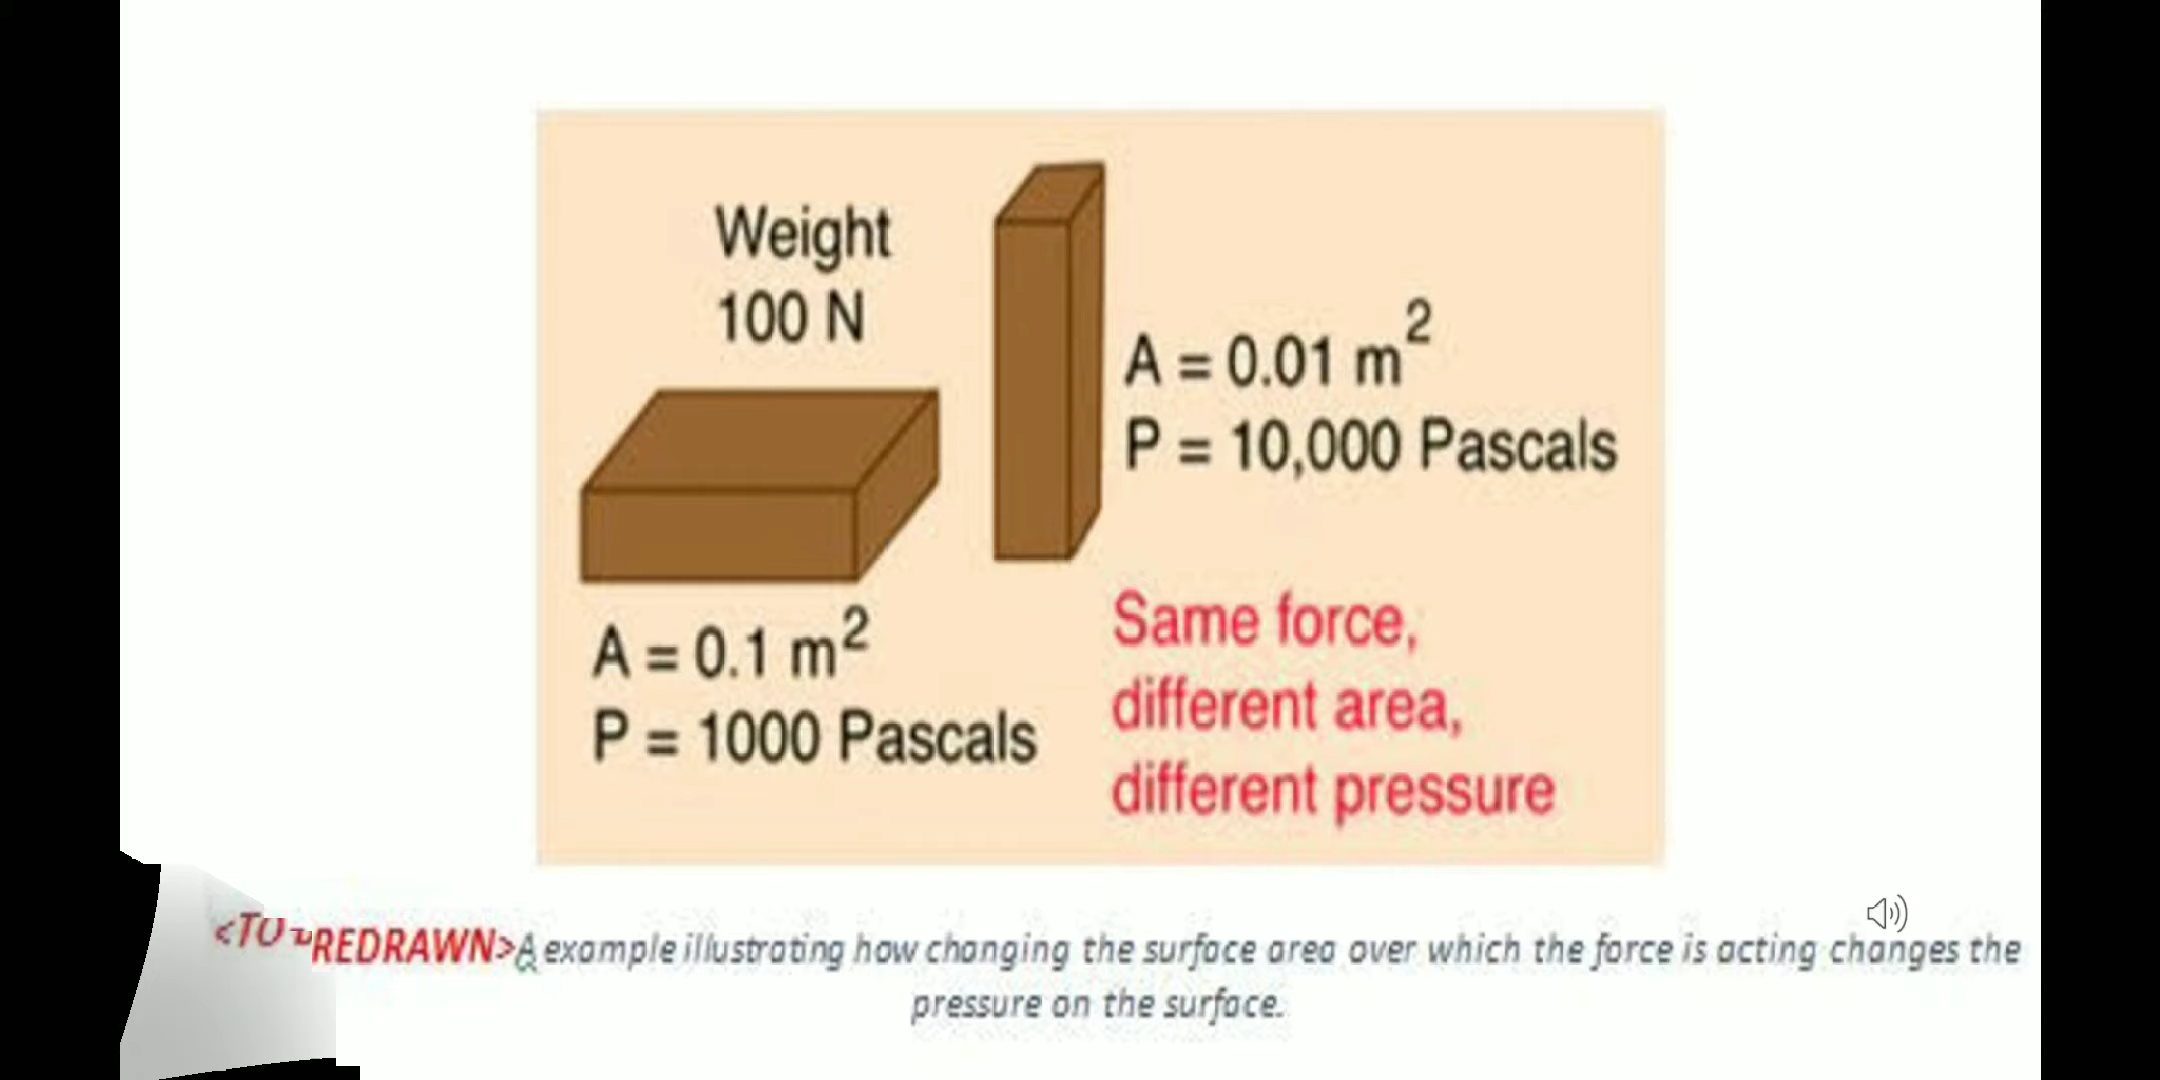 Weight
100 N
A = 0.01 m²
P = 10,000 Pascals
A = 0.1 m²
P = 1000 Pascals
Same force,
different area,
different pressure
<TO REDRAWN>A example illustrating how changing the surface area over which the force is acting changes the
pressure on the surface.